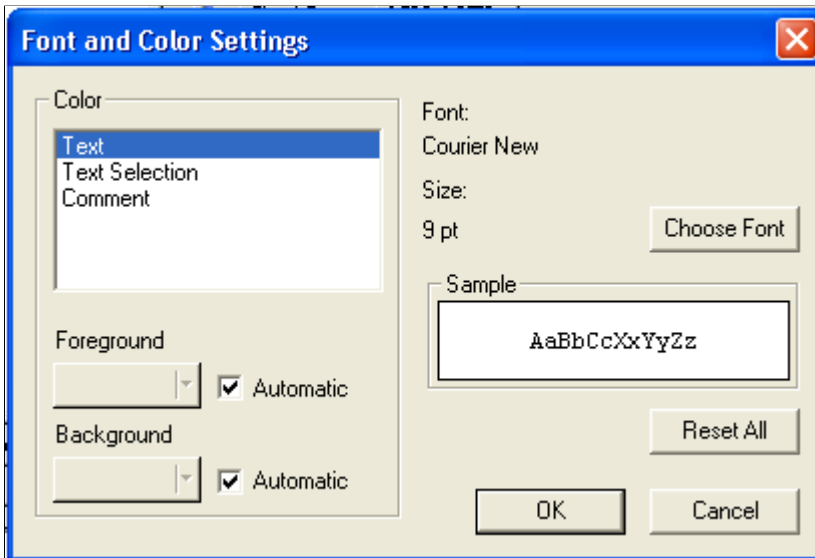 Font and Color Settings
Color
Text
Text Selection
Comment
Foreground
Automatic
Background
Automatic
Font:
Courier New
Size:
9 pt
Choose Font
Sample
AaBbCcXxYyZz
Reset All
OK
Cancel